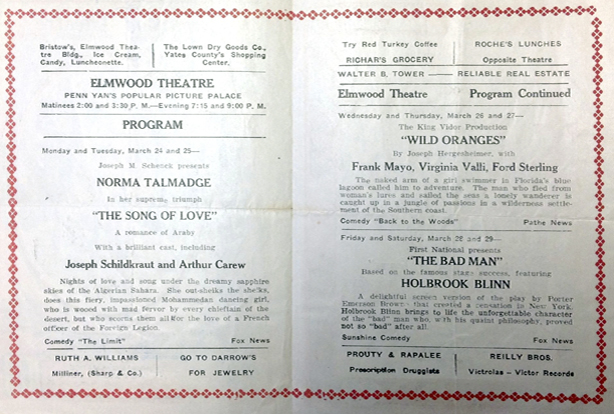 Bristow's, Elmwood Thea-
tre Bldg., Ice Cream,
Candy, Luncheonette.
The Lown Dry Goods Co.,
Yates County's Shopping
Center.
ELMWOOD THEATRE
PENN YAN'S POPULAR PICTURE PALACE
Matinees 2:00 and 3:30 P. M.—Evening 7:15 and 9:00 P. M.
PROGRAM
Monday and Tuesday, March 24 and 25—
Joseph M. Schenck presents
NORMA TALMADGE
In her supreme triumph
"THE SONG OF LOVE"
A romance of Araby
With a brilliant cast, including
Joseph Schildkraut and Arthur Carew
Nights of love and song under the dreamy sapphire
skies of the Algerian Sahara. She out-sheiks the sheiks,
does this fiery, impassioned Mohammedan dancing girl,
who is wooed with mad fervor by every chieftain of the
desert, but who scorns them all for the love of a French
officer of the Foreign Legion.
Comedy "The Limit" Fox News
RUTH A. WILLIAMS
Milliner, (Sharp & Co.)
GO TO DARROW'S
FOR JEWELRY
Try Red Turkey Coffee
RICHAR'S GROCERY
ROCHE'S LUNCHES
Opposite Theatre
WALTER B. TOWER —— RELIABLE REAL ESTATE
Elmwood Theatre Program Continued
Wednesday and Thursday, March 26 and 27—
The King Vidor Production
"WILD ORANGES"
By Joseph Hergesheimer, with
Frank Mayo, Virginia Valli, Ford Sterling
The naked arm of a girl swimmer in Florida's blue
lagoon called him to adventure. The man who fled from
woman's lures and sailed the seas a lonely wanderer is
caught up in a jungle of passions in a wilderness settle-
ment of the Southern coast.
Comedy "Back to the Woods" Pathe News
Friday and Saturday, March 28 and 29—
First National presents
"THE BAD MAN"
Based on the famous stage success, featuring
HOLBROOK BLINN
A delightful screen version of the play by Porter
Emerson Brown that created a sensation in New York.
Holbrook Blinn brings to life the unforgettable character
of the "bad" man who, with his quaint philosophy, proved
not so "bad" after all.
Sunshine Comedy Fox News
PROUTY & RAPALEE
Prescription Druggists
REILLY BROS.
Victrolas – Victor Records